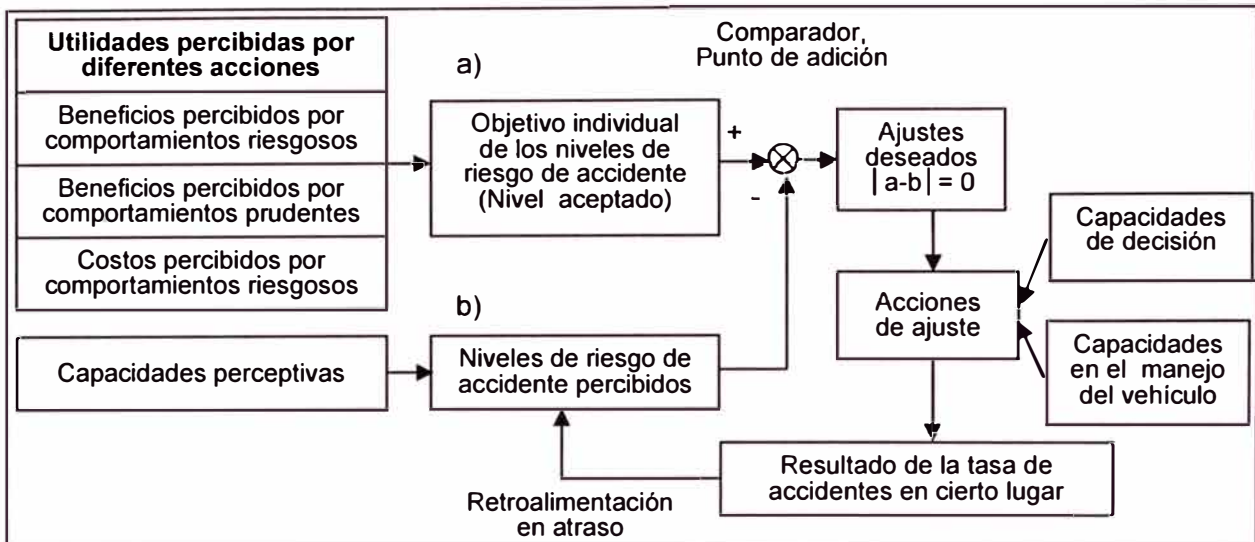 Utilidades percibidas por
diferentes acciones
Beneficios percibidos por
comportamientos riesgosos
Beneficios percibidos por
comportamientos prudentes
Costos percibidos por
comportamientos riesgosos
Capacidades perceptivas
a)
Objetivo individual
de los niveles de
riesgo de accidente
(Nivel aceptado)
b)
Niveles de riesgo de
accidente percibidos
Comparador,
Punto de adición
+
-
Ajustes
deseados
|a-b| = 0
Acciones
de ajuste
Capacidades
de decisión
Capacidades
en el manejo
del vehículo
Resultado de la tasa de
accidentes en cierto lugar
Retroalimentación
en atraso